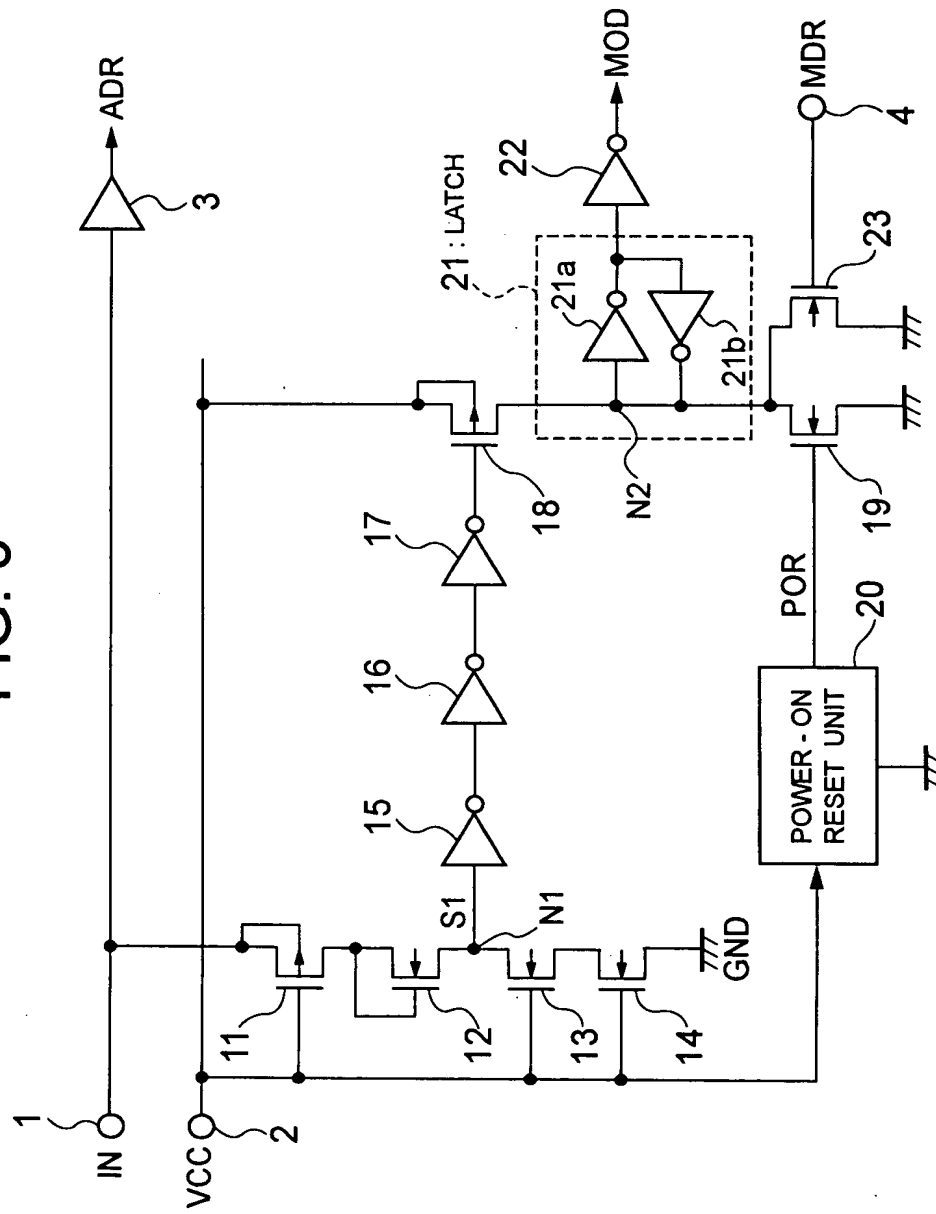 FIG.
ADR
3
1
IN
VCC
2
11
12
S1
N1
13
14
GND
15
16
17
18
N2
21 : LATCH
21a
21b
22
MOD
MDR
4
23
19
POR
20
POWER - ON
RESET UNIT